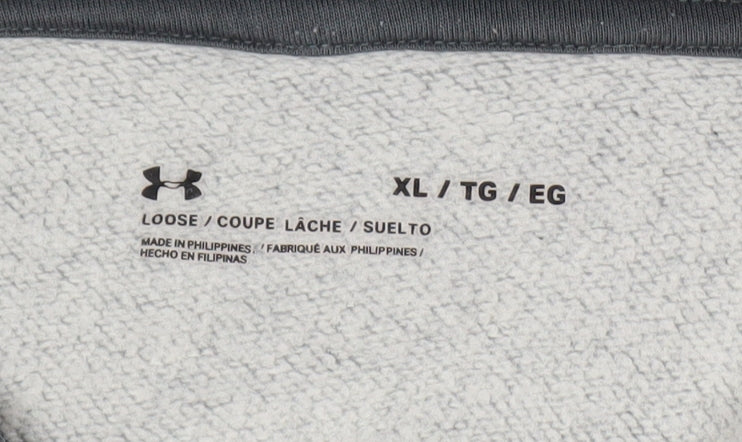 XL / TG / EG
LOOSE / COUPE LÂCHE / SUELTO
MADE IN PHILIPPINES / FABRIQUÉ AUX PHILIPPINES /
HECHO EN FILIPINAS